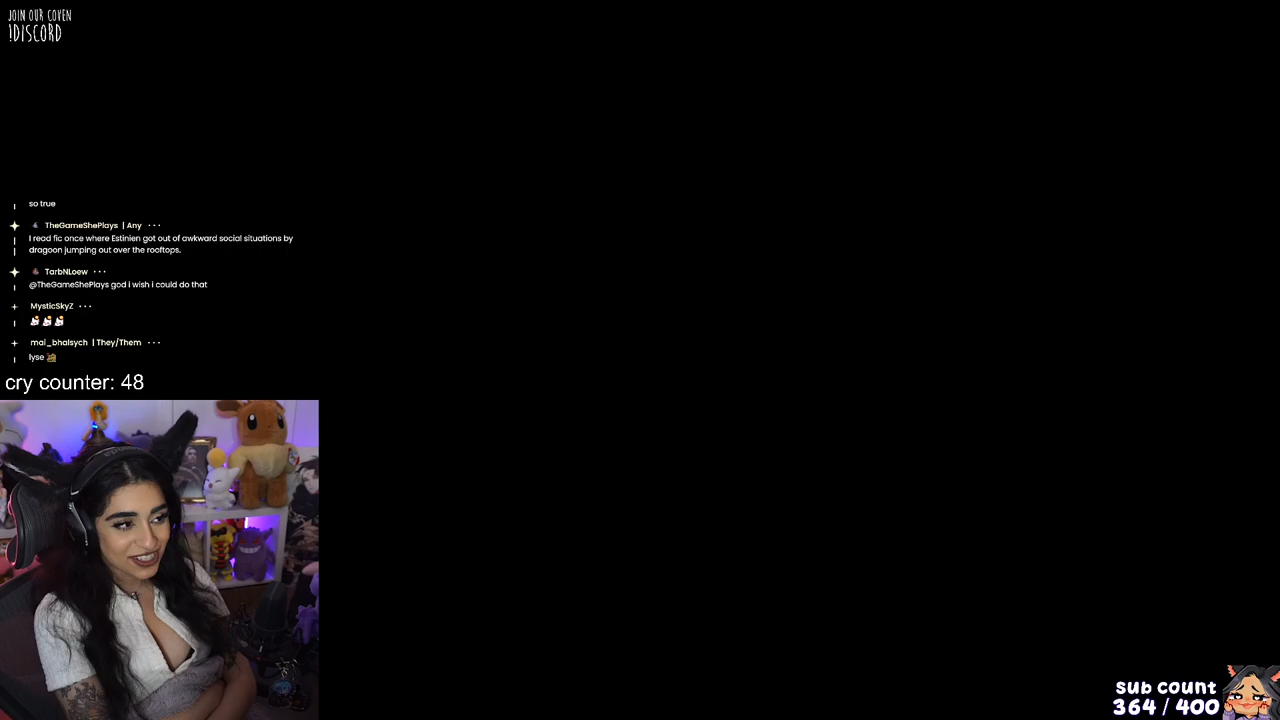 JOIN OUR COVEN
!DISCORD
so true
TheGameShePlays | Any
I read fic once where Estinien got out of awkward social situations by
dragoon jumping out over the rooftops.
TarbNLoew
@TheGameShePlays god i wish i could do that
MysticSkyZ
mai_bhalsych | They/Them
lyse
cry counter: 48
sub count
364 / 400